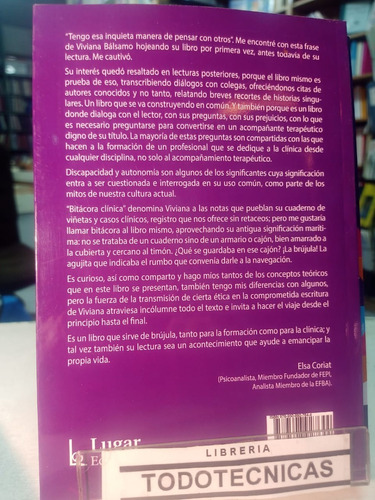 "Tengo esa inquieta manera de pensar con otros". Me encontré con esta frase
de Viviana Bálsamo hojeando su libro por primera vez, antes todavía de su
lectura. Me cautivó.
Su interés quedó resaltado en lecturas posteriores, porque el libro mismo es
prueba de eso, transcribiendo diálogos con colegas, ofreciéndonos citas de
autores conocidos y no tanto, relatando breves recortes de historias singu-
lares. Un libro que se va construyendo en común. Y también porque es un libro
donde dialoga con el lector, con sus preguntas, con sus prejuicios, con lo que
es necesario preguntarse para convertirse en un acompañante terapéutico
digno de su título. La mayoría de estas preguntas son compartidas con las que
hacen a la formación de un profesional que se dedique a la clínica desde
cualquier disciplina, no solo al acompañamiento terapéutico.
Discapacidad y autonomía son algunos de los significantes cuya significación
entra a ser cuestionada e interrogada en su uso común, como parte de los
mitos de nuestra cultura actual.
"Bitácora clínica" denomina Viviana a las notas que pueblan su cuaderno de
viñetas y casos clínicos, registro que nos ofrece sin retaceos; pero me gustaría
llamar bitácora al libro mismo, aprovechando su antigua significación maríti-
ma: no se trataba de un cuaderno sino de un armario o cajón, bien amarrado a
la cubierta y cercano al timón. ¿Qué se guardaba en ese cajón? ¡La brújula! La
agujita que indicaba el rumbo que convenía darle a la navegación.
Es curioso, así como comparto y hago míos tantos de los conceptos teóricos
que en este libro se presentan, también tengo mis diferencias con algunos,
pero la fuerza de la transmisión de cierta ética en la comprometida escritura
de Viviana atraviesa incólume todo el texto e invita a hacer el viaje desde el
principio hasta el final.
Es un libro que sirve de brújula, tanto para la formación como para la clínica; y
tal vez también su lectura sea un acontecimiento que ayude a emancipar la
propia vida.
Elsa Coriat
(Psicoanalista, Miembro Fundador de FEPI,
Analista Miembro de la EFBA).
Lugar
LIBRERIA
TODOTECNICAS